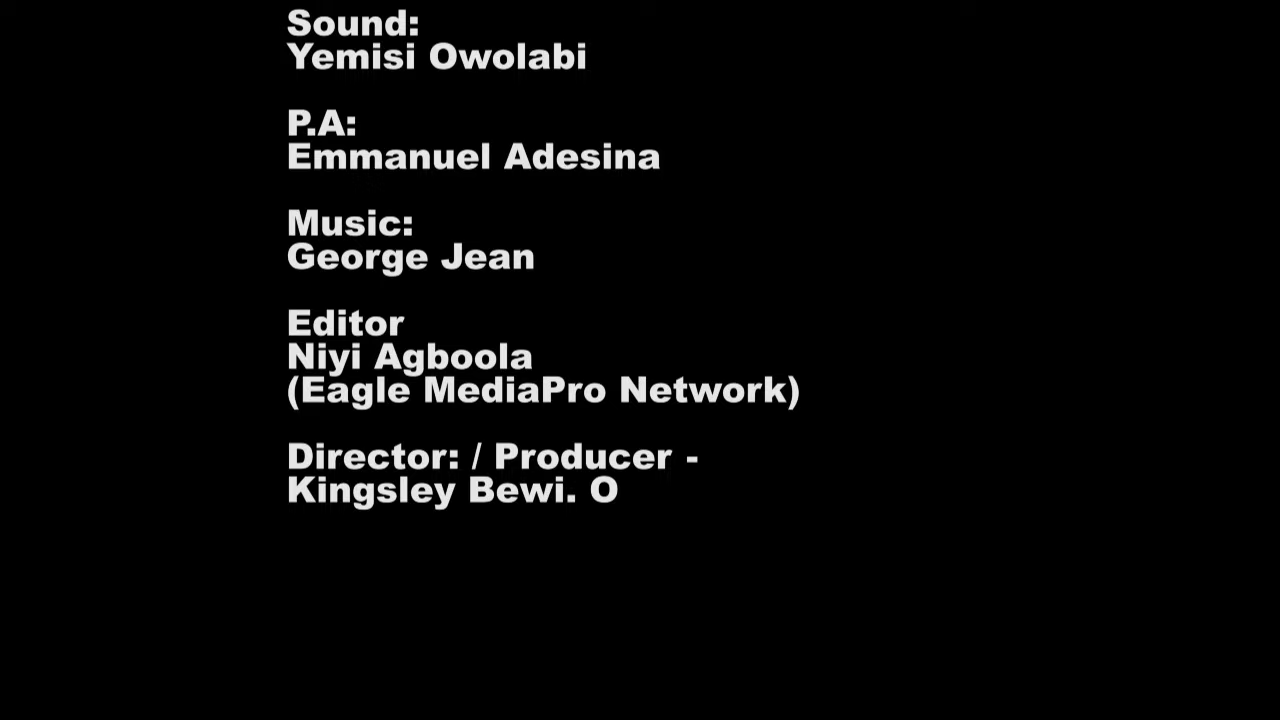 Sound:
Yemisi Owolabi
P.A:
Emmanuel Adesina
Music:
George Jean
Editor
Niyi Agboola
(Eagle MediaPro Network)
Director: / Producer -
Kingsley Bewi. O